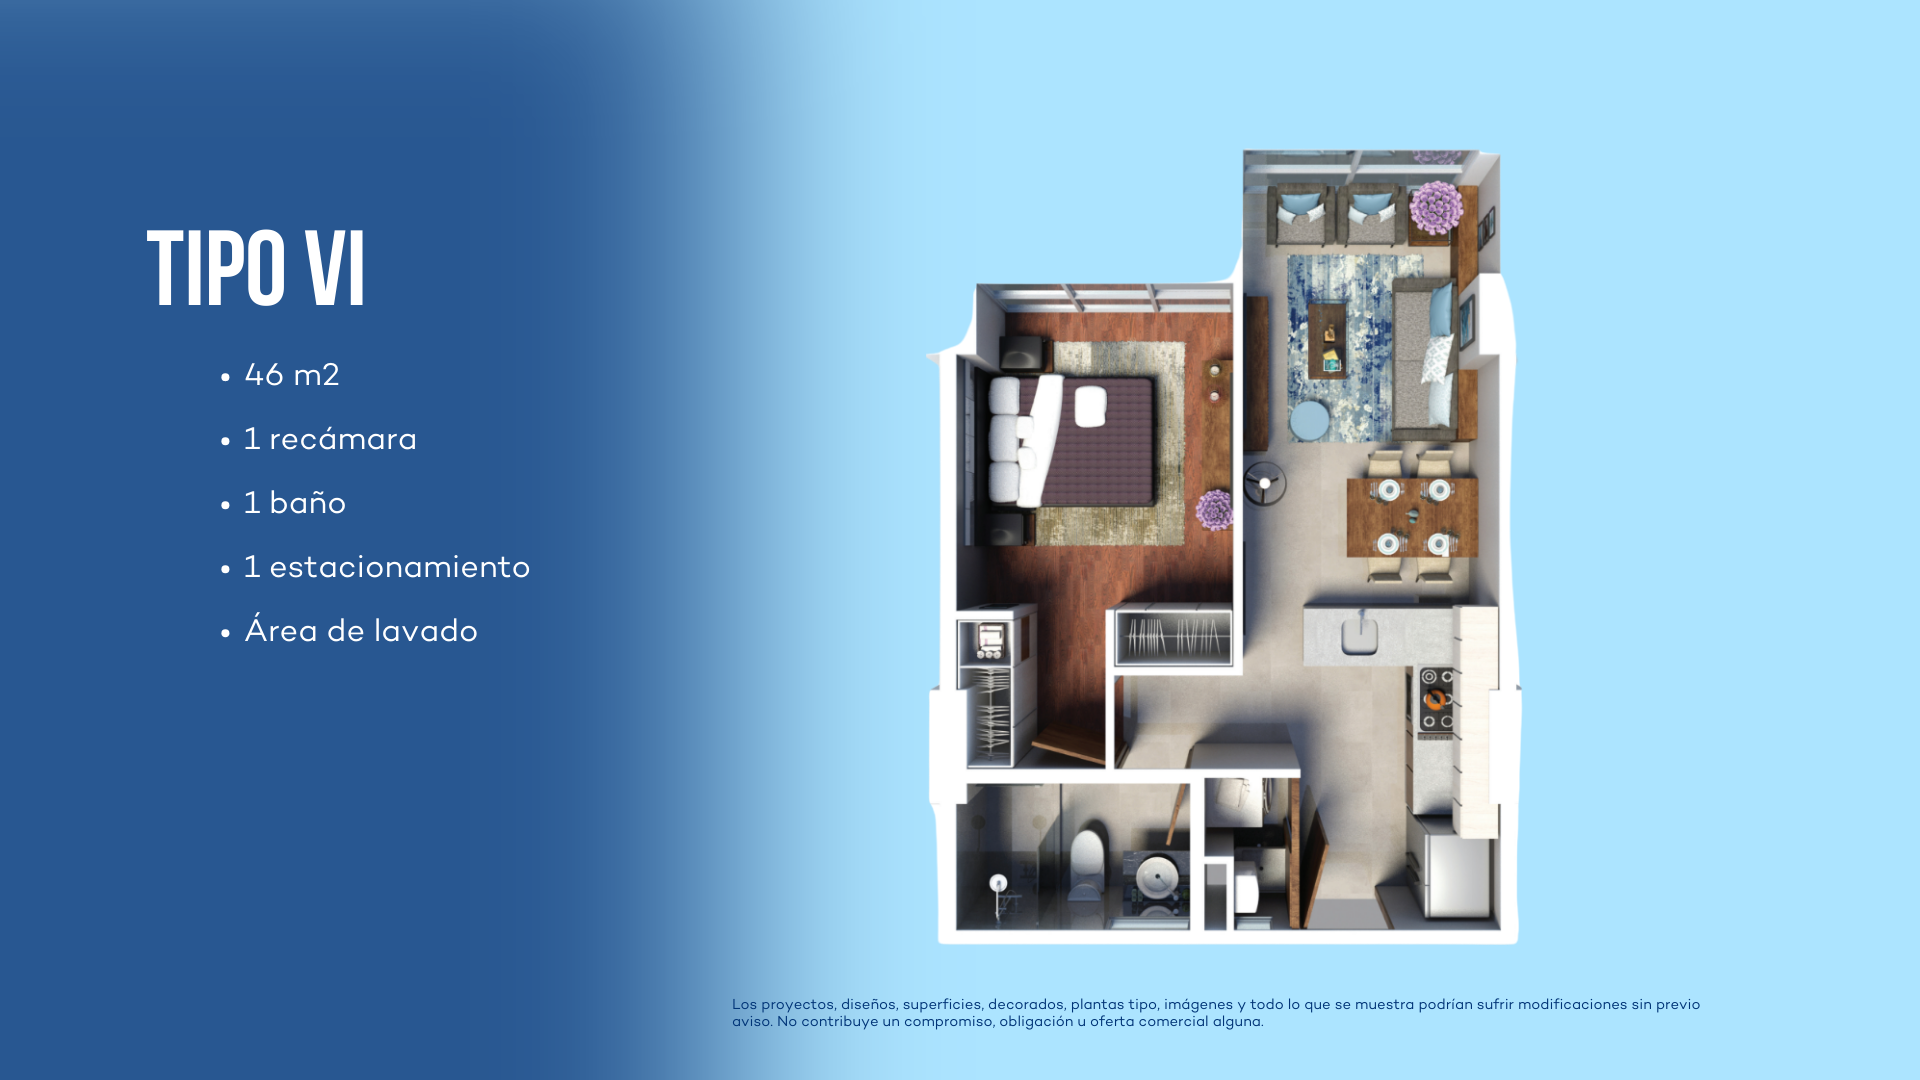 TIPO VI
• 46 m2
• 1 recámara
• 1 baño
• 1 estacionamiento
• Área de lavado
Los proyectos, diseños, superficies, decorados, plantas tipo, imágenes y todo lo que se muestra podrían sufrir modificaciones sin previo
aviso. No contribuye un compromiso, obligación u oferta comercial alguna.